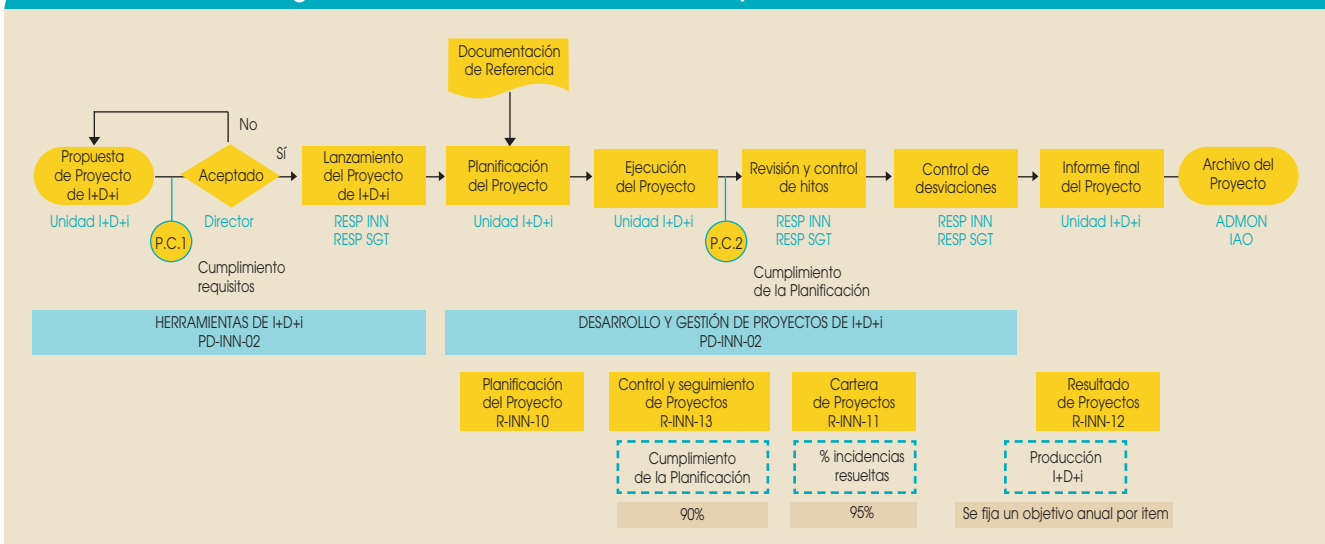 Documentación
de Referencia
No
Sí
Propuesta
de Proyecto
de I+D+i
Aceptado
Lanzamiento
del Proyecto
de I+D+i
Planificación
del Proyecto
Ejecución
del Proyecto
Revisión y control
de hitos
Control de
desviaciones
Informe final
del Proyecto
Archivo del
Proyecto
Unidad I+D+i
Director
RESP INN
RESP SGT
Unidad I+D+i
Unidad I+D+i
RESP INN
RESP SGT
RESP INN
RESP SGT
Unidad I+D+i
ADMON
IAO
P.C.1
P.C.2
Cumplimiento
requisitos
Cumplimiento
de la Planificación
HERRAMIENTAS DE I+D+i
PD-INN-02
DESARROLLO Y GESTIÓN DE PROYECTOS DE I+D+i
PD-INN-02
Planificación
del Proyecto
R-INN-10
Control y seguimiento
de Proyectos
R-INN-13
Cartera
de Proyectos
R-INN-11
Resultado
de Proyectos
R-INN-12
Cumplimiento
de la Planificación
% incidencias
resueltas
Producción
I+D+i
90%
95%
Se fija un objetivo anual por item